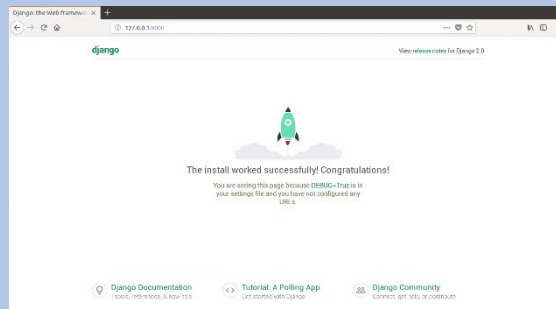 Django: the Web framewo
127.0.0.1:8000
django
View release notes for Django 2.0
The install worked successfully! Congratulations!
You are seeing this page because DEBUG=True is in
your settings file and you have not configured any
URLs.
Django Documentation
Topics, references, & how-to's
Tutorial: A Polling App
Get started with Django
Django Community
Connect, get help, or contribute